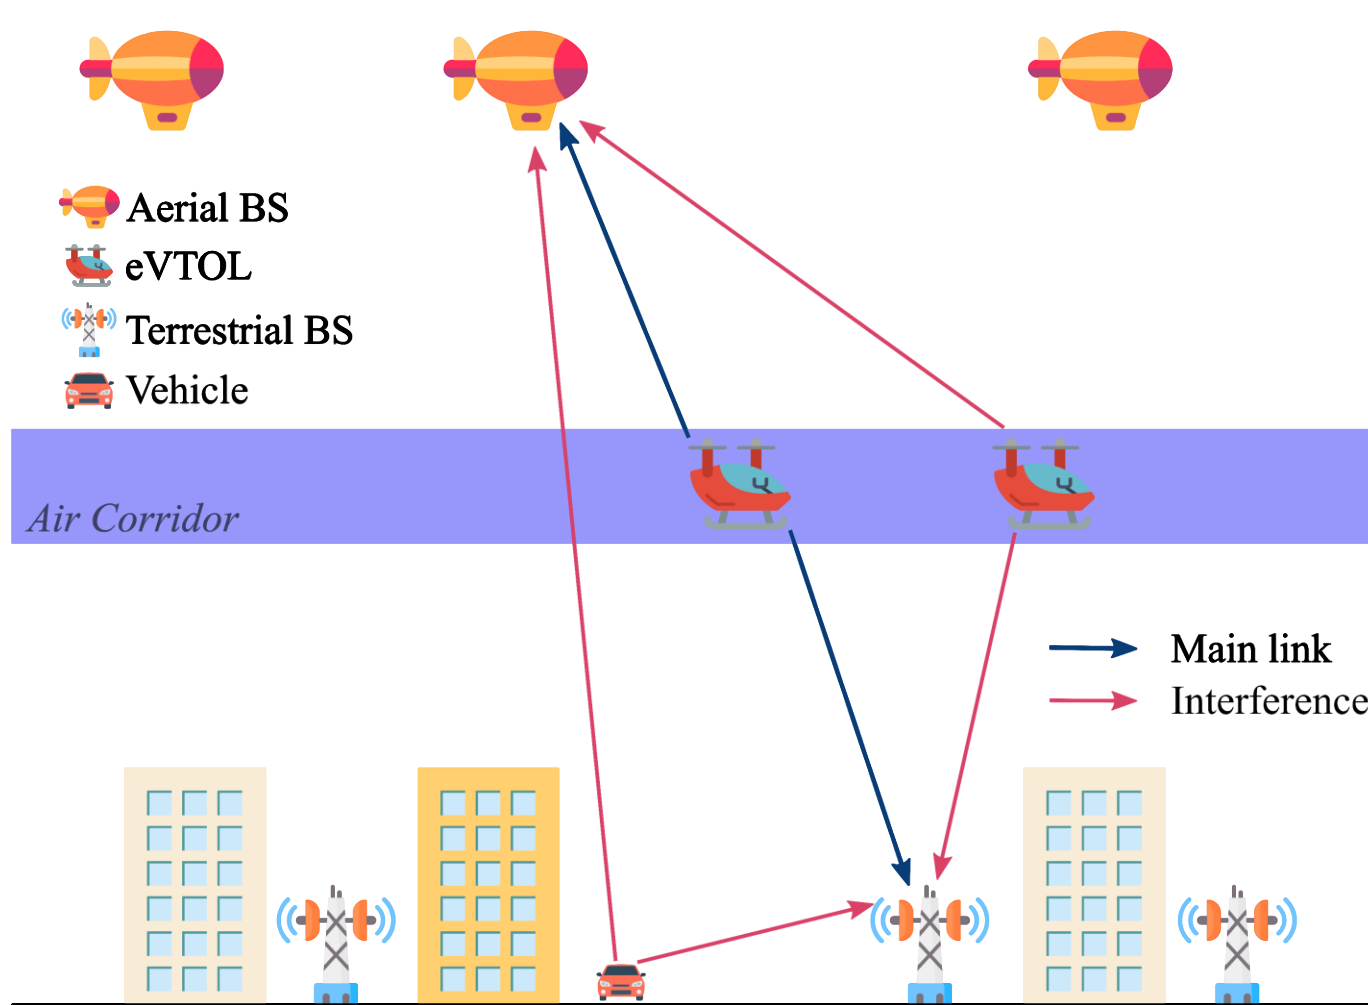 Aerial BS
eVTOL
Terrestrial BS
Vehicle
Air Corridor
Main link
Interference